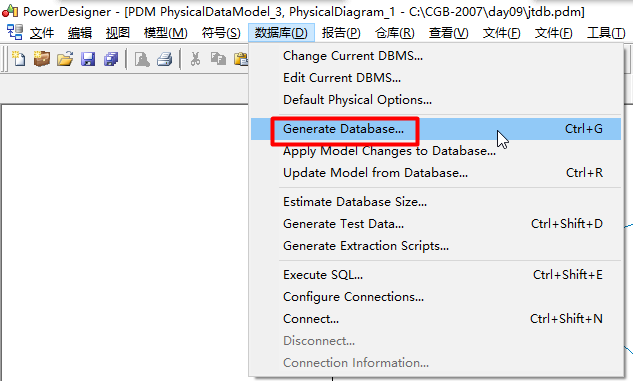 PowerDesigner - [PDM PhysicalDataModel_3, PhysicalDiagram_1 - C:\CGB-2007\day09\jtdb.pdm]
文件(F) 编辑(E) 视图(V) 模型(M) 符号(S) 数据库(D) 报告(P) 仓库(R) 查看(V) 文件(F) 文件(F) 工具(T)
Change Current DBMS...
Edit Current DBMS...
Default Physical Options...
Generate Database... Ctrl+G
Apply Model Changes to Database...
Update Model from Database... Ctrl+R
Estimate Database Size...
Generate Test Data... Ctrl+Shift+D
Generate Extraction Scripts...
Execute SQL... Ctrl+Shift+E
Configure Connections...
Connect... Ctrl+Shift+N
Disconnect...
Connection Information...